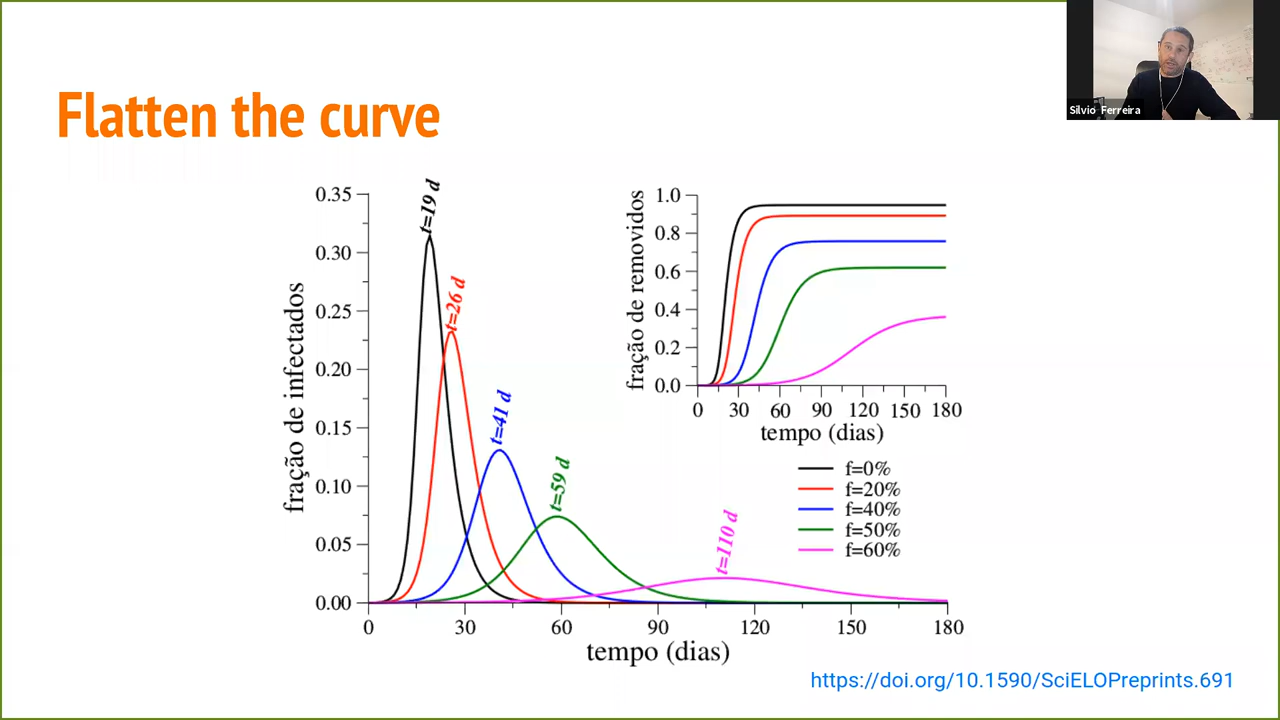 Silvio Ferreira
Flatten the curve
fração de infectados
0.35
0.30
0.25
0.20
0.15
0.10
0.05
0.00
0 30 60 90 120 150 180
tempo (dias)
t=19 d
t=26 d
t=41 d
t=59 d
t=110 d
fração de removidos
1.0
0.8
0.6
0.4
0.2
0.0
0 30 60 90 120 150 180
tempo (dias)
f=0%
f=20%
f=40%
f=50%
f=60%
https://doi.org/10.1590/SciELOPreprints.691